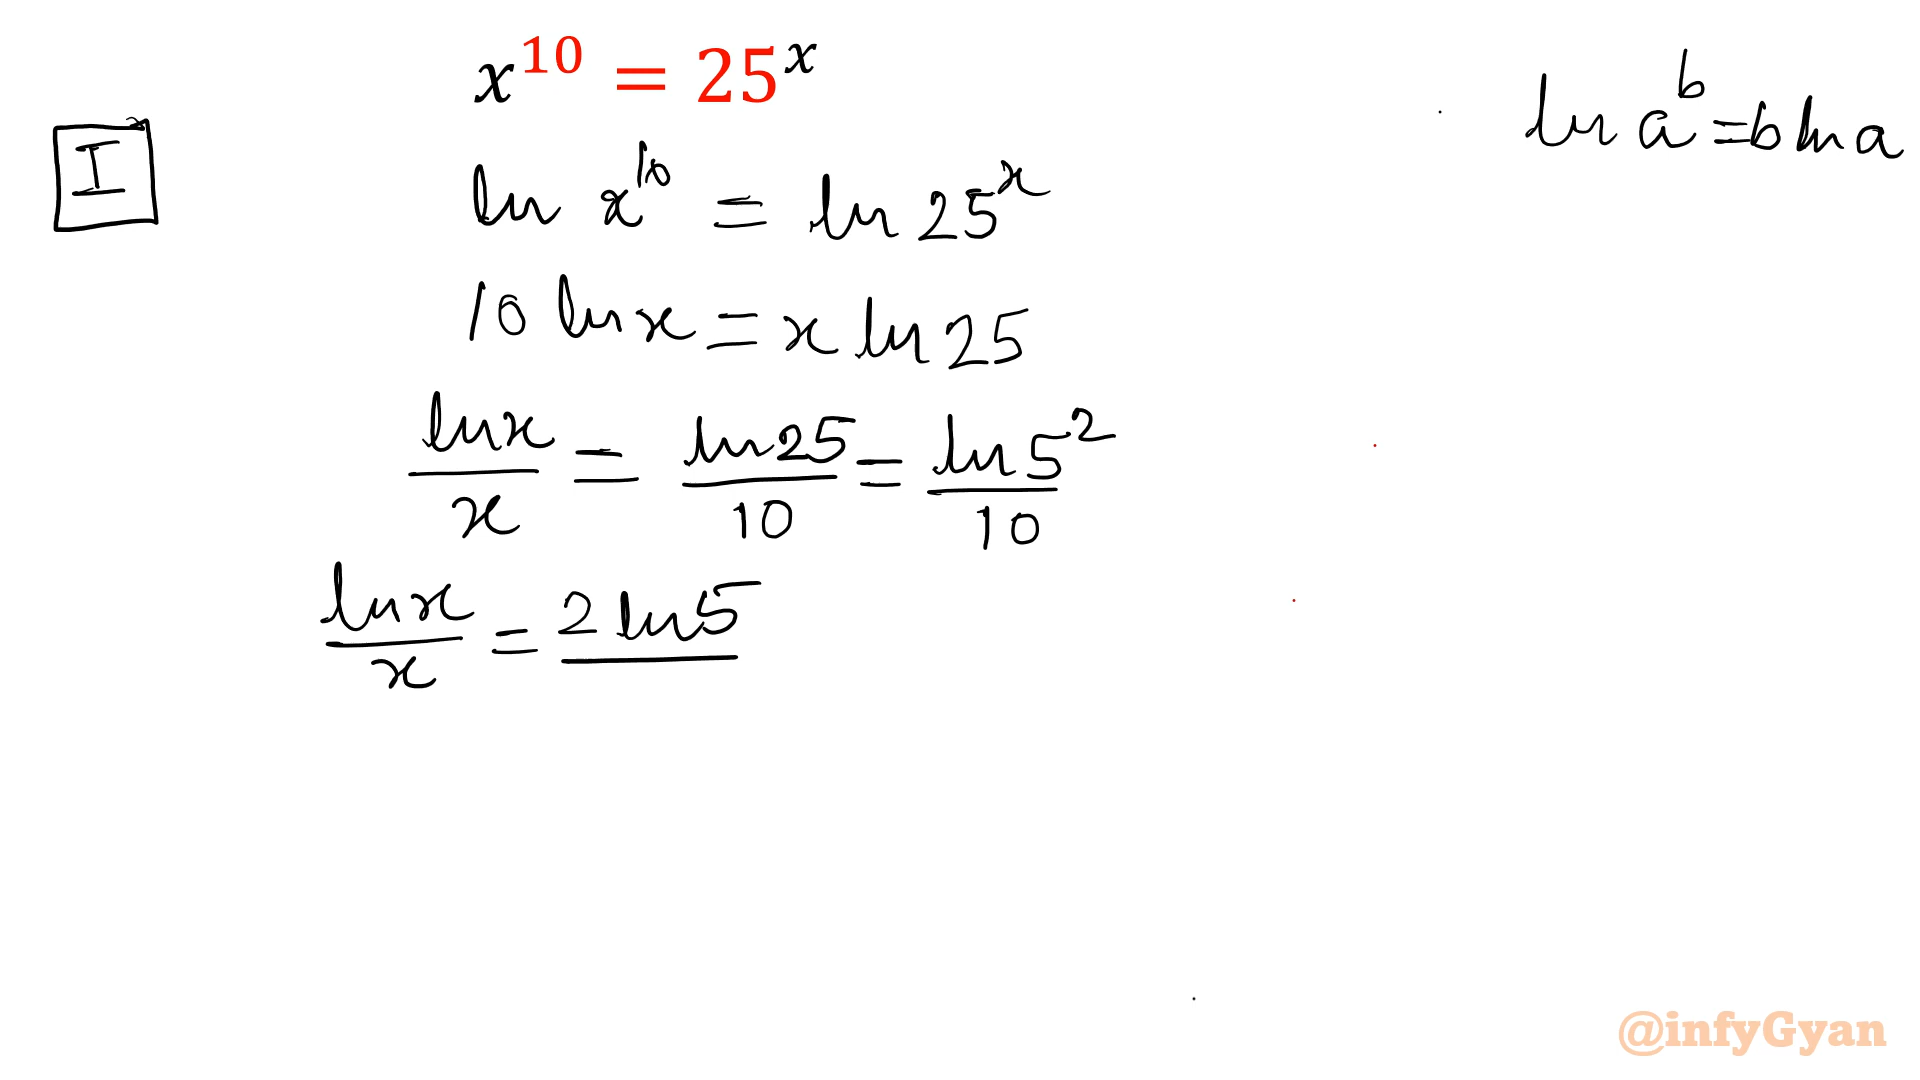 x^10 = 25^x
ln a^b = b ln a
I
ln x^10 = ln 25^x
10 ln x = x ln 25
ln x / x = ln 25 / 10 = ln 5^2 / 10
ln x / x = 2 ln 5 /
@infyGyan